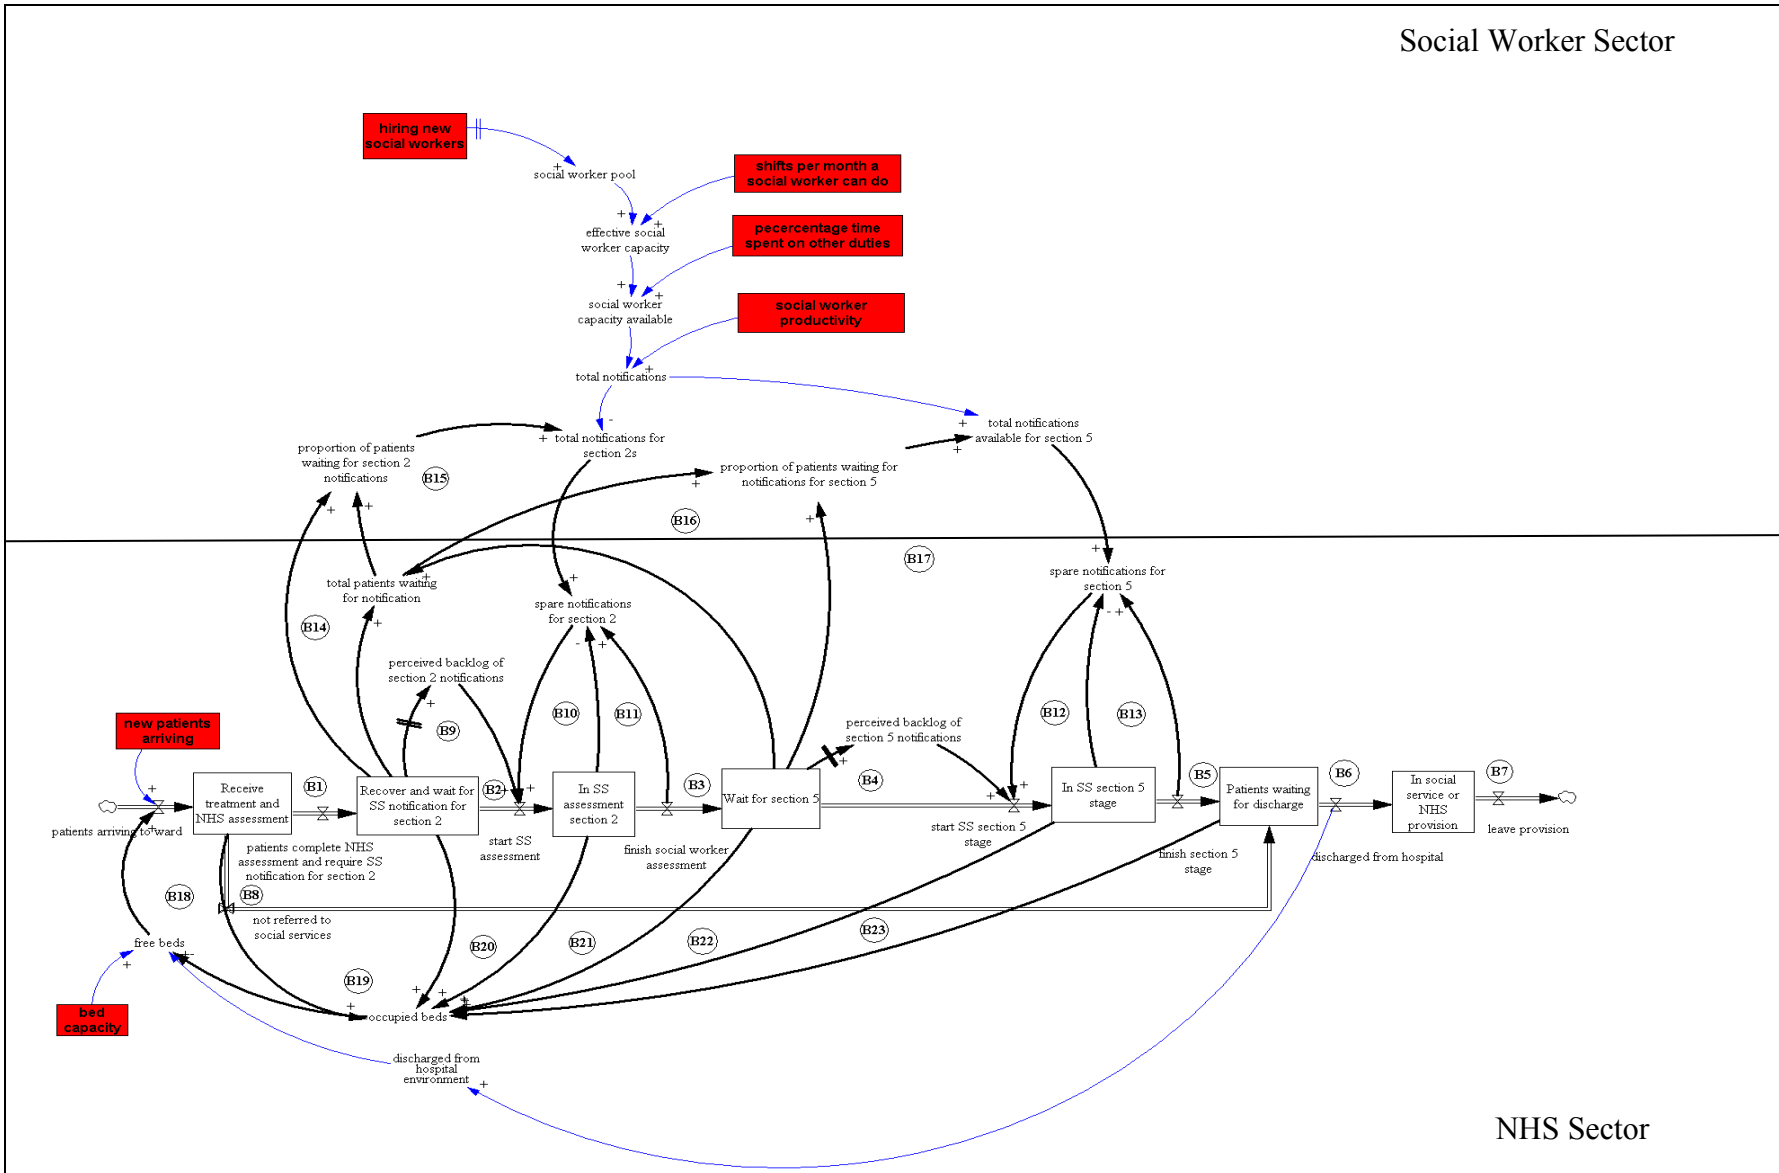 Social Worker Sector
hiring new
social workers
+
social worker pool
shifts per month a
social worker can do
+
+
effective social
worker capacity
pecercentage time
spent on other duties
+
+
social worker
capacity available
social worker
productivity
+
total notifications
-
+
total notifications for
section 2s
+
total notifications
available for section 5
proportion of patients
waiting for section 2
notifications
B15
+
proportion of patients waiting for
notifications for section 5
+
+
+
B16
+
B17
total patients waiting
for notification
+
+
+
spare notifications
for section 2
+
spare notifications for
section 5
B14
-
+
-
+
perceived backlog of
section 2 notifications
+
B9
B10
B11
B12
B13
perceived backlog of
section 5 notifications
+
new patients
arriving
+
Receive
treatment and
NHS assessment
B1
Recover and wait for
SS notification for
section 2
B2
+
+
In SS
assessment
section 2
B3
Wait for section 5
B4
+
+
In SS section 5
stage
B5
Patients waiting
for discharge
B6
In social
service or
NHS
provision
B7
patients arriving to ward
+
patients complete NHS
assessment and require SS
notification for section 2
start SS
assessment
finish social worker
assessment
start SS section 5
stage
finish section 5
stage
discharged from hospital
leave provision
B18
B8
not referred to
social services
free beds
+
+
-
B19
B20
B21
B22
B23
bed
capacity
+
+
+
+
occupied beds
discharged from
hospital
environment
+
NHS Sector